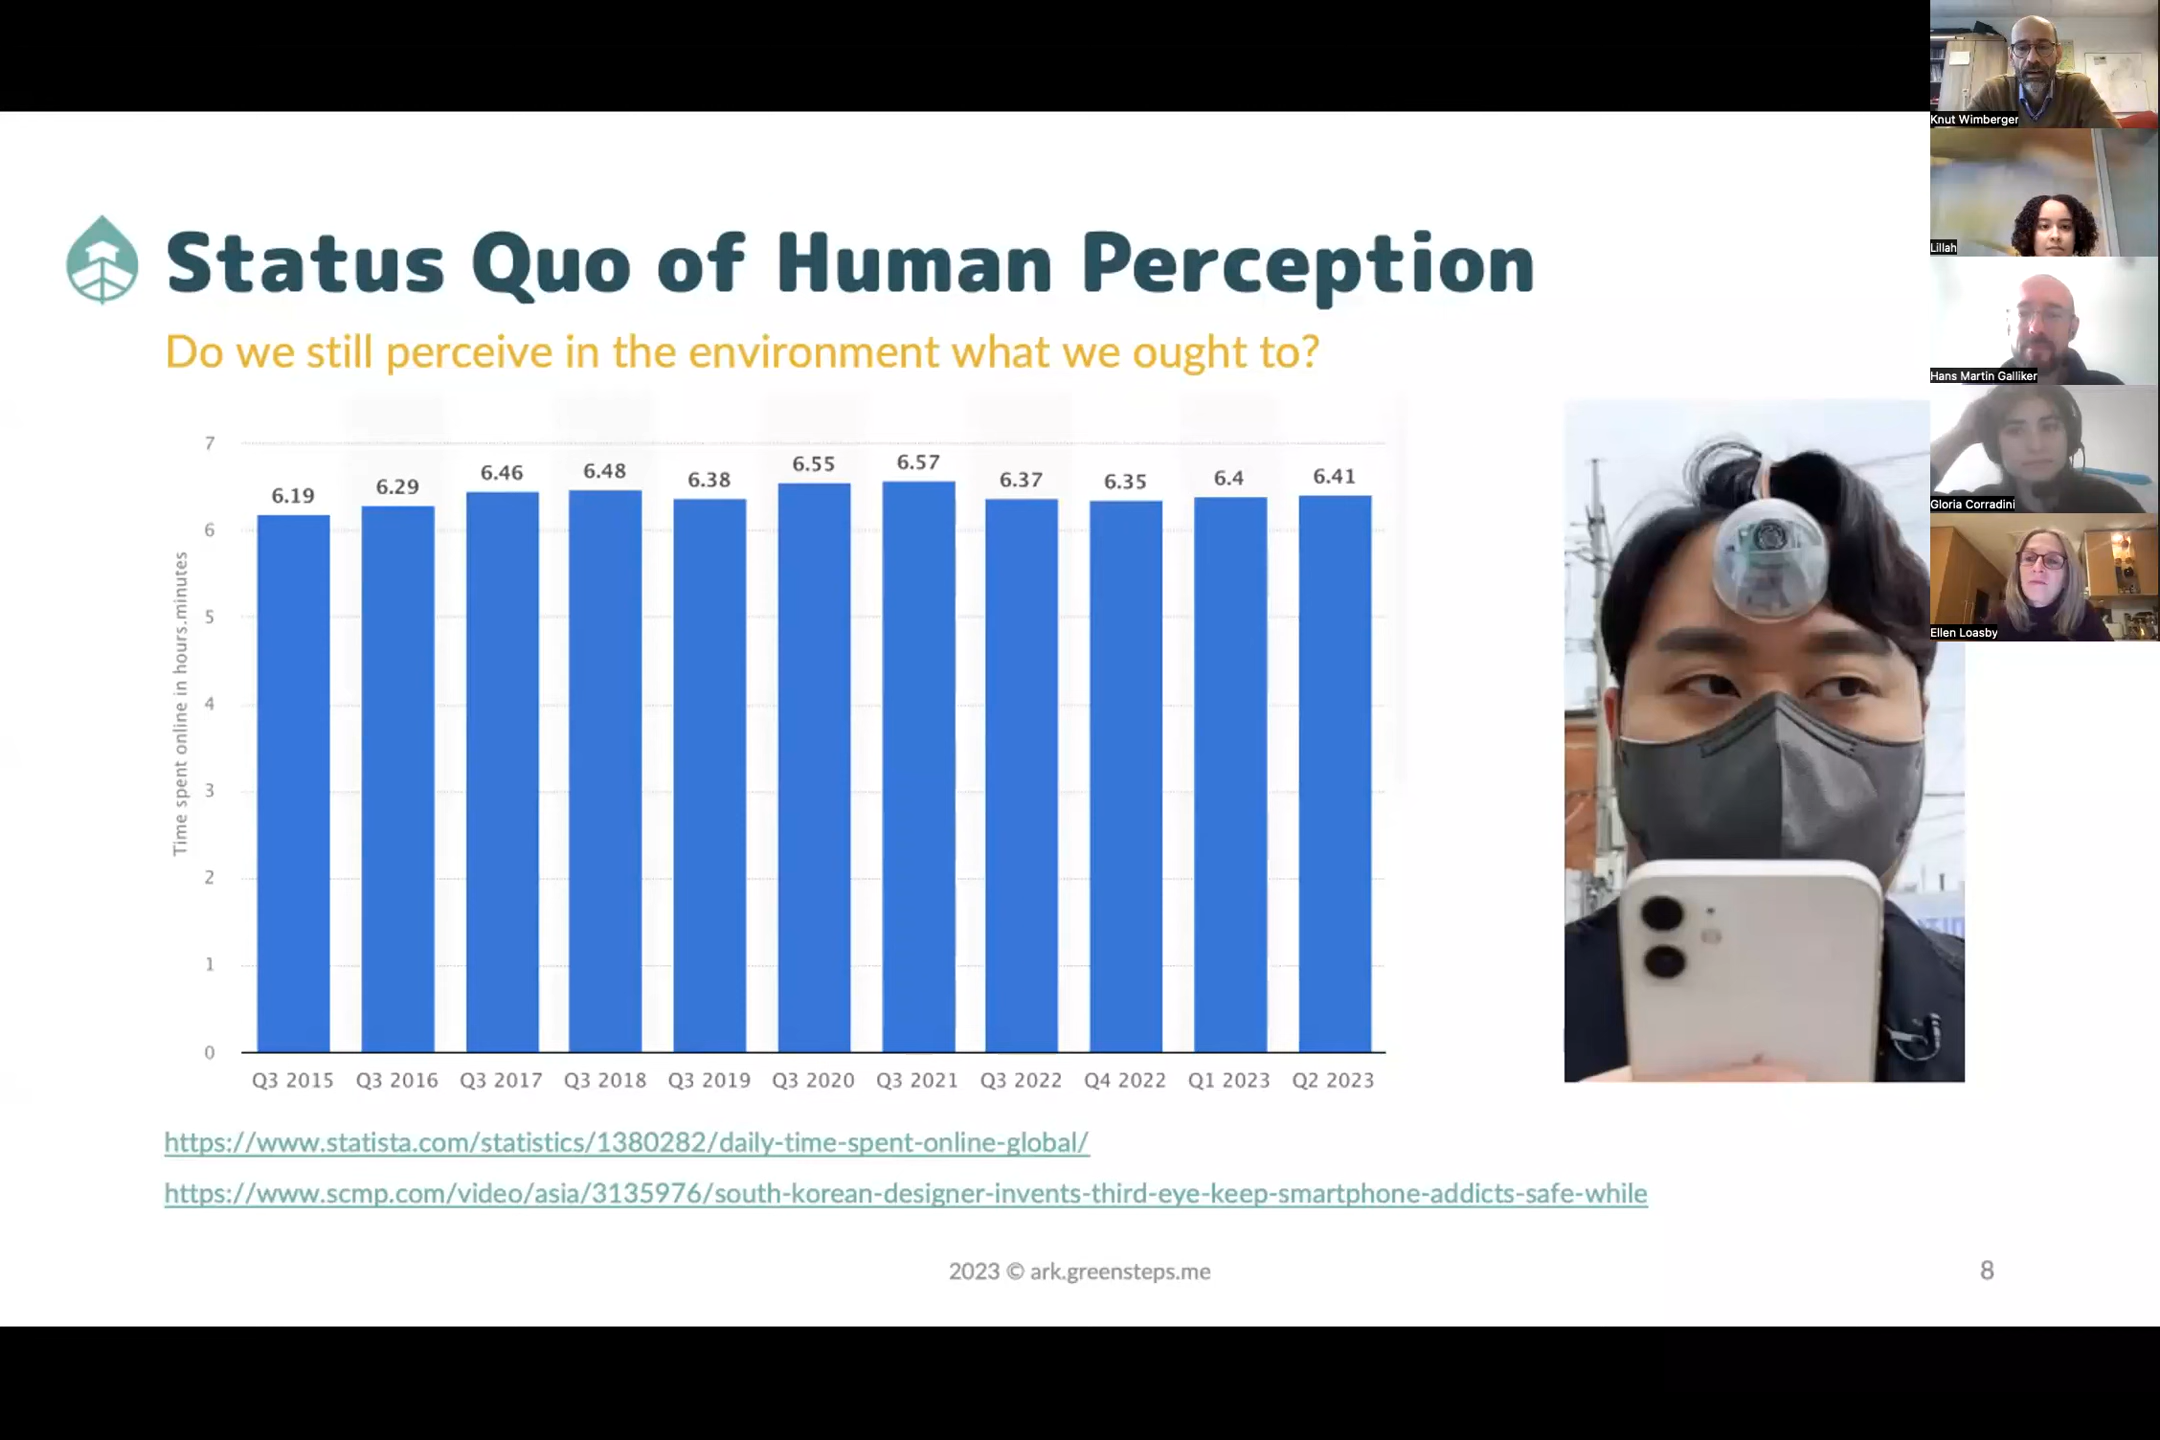 Status Quo of Human Perception
Do we still perceive in the environment what we ought to?
Time spent online in hours.minutes
7
6
5
4
3
2
1
0
6.19
6.29
6.46
6.48
6.38
6.55
6.57
6.37
6.35
6.4
6.41
Q3 2015
Q3 2016
Q3 2017
Q3 2018
Q3 2019
Q3 2020
Q3 2021
Q3 2022
Q4 2022
Q1 2023
Q2 2023
https://www.statista.com/statistics/1380282/daily-time-spent-online-global/
https://www.scmp.com/video/asia/3135976/south-korean-designer-invents-third-eye-keep-smartphone-addicts-safe-while
2023 © ark.greensteps.me
8
Knut Wimberger
Lillah
Hans Martin Galliker
Gloria Corradini
Ellen Loasby